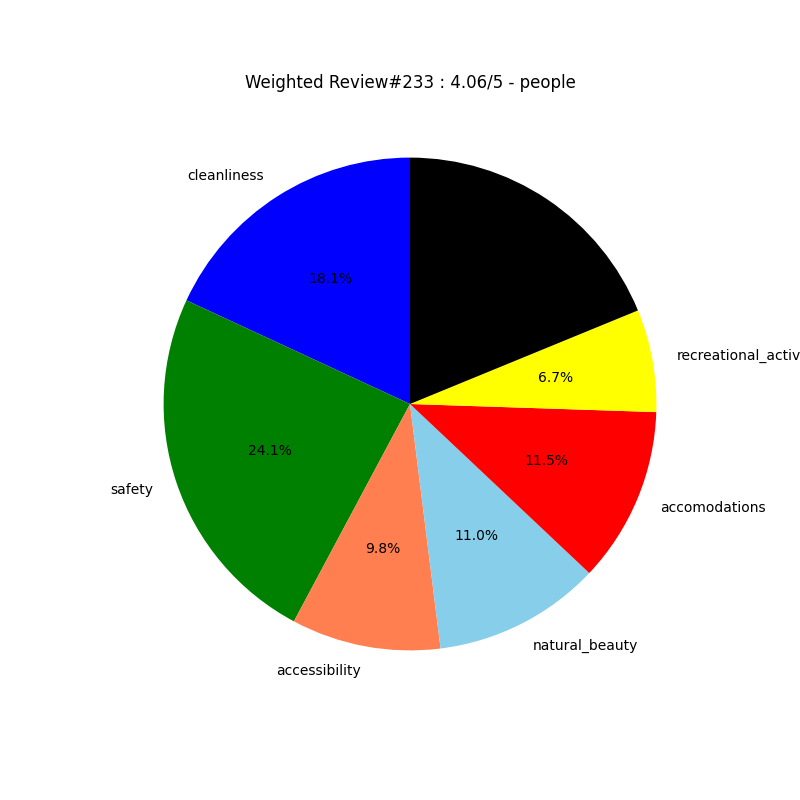 Weighted Review#233 : 4.06/5 - people
cleanliness
18.1%
safety
24.1%
accessibility
9.8%
natural_beauty
11.0%
accomodations
11.5%
recreational_activ
6.7%